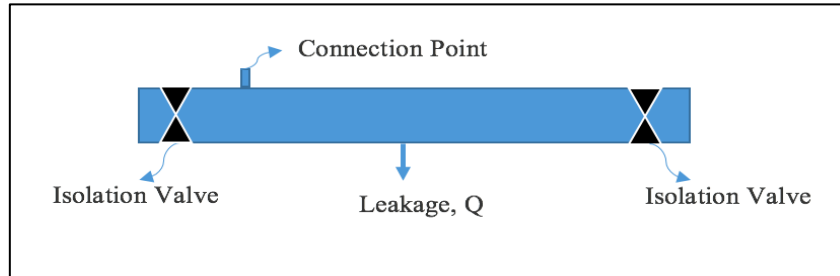 Connection Point
Isolation Valve
Leakage, Q
Isolation Valve